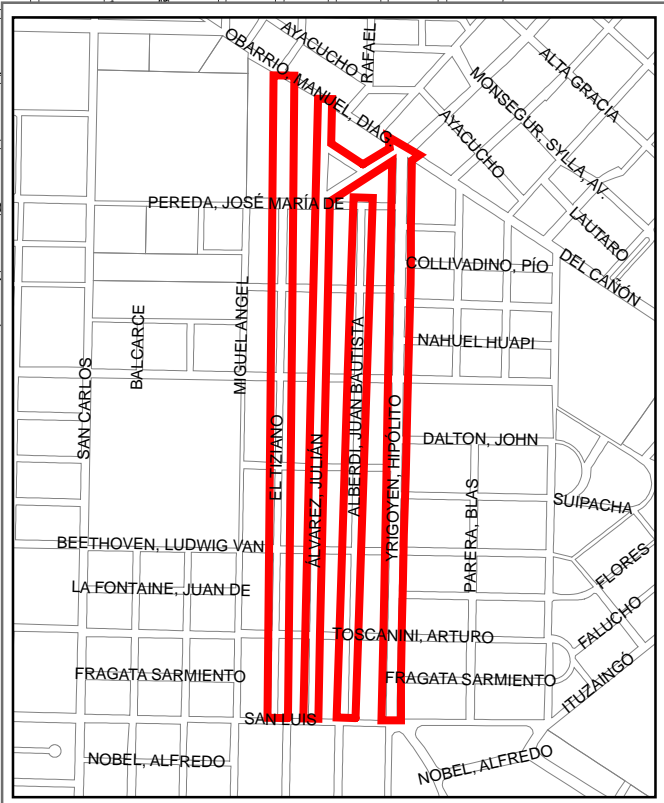 AYACUCHO
RAFAEL
OBARRIO, MANUEL, DIAG
ALTA GRACIA
MONSEGUR, SYLLA, AV.
AYACUCHO
PEREDA, JOSÉ MARÍA DE
LAUTARO
DEL CAÑÓN
COLLIVADINO, PÍO
MIGUEL ANGEL
BALCARCE
SAN CARLOS
NAHUEL HUAPI
ALBERDI, JUAN BAUTISTA
EL TIZIANO
ÁLVAREZ, JULIÁN
YRIGOYEN, HIPÓLITO
DALTON, JOHN
PARERA, BLAS
SUIPACHA
BEETHOVEN, LUDWIG VAN
FLORES
LA FONTAINE, JUAN DE
FALUCHO
TOSCANINI, ARTURO
FRAGATA SARMIENTO
FRAGATA SARMIENTO
ITUZAINGÓ
SAN LUIS
NOBEL, ALFREDO
NOBEL, ALFREDO